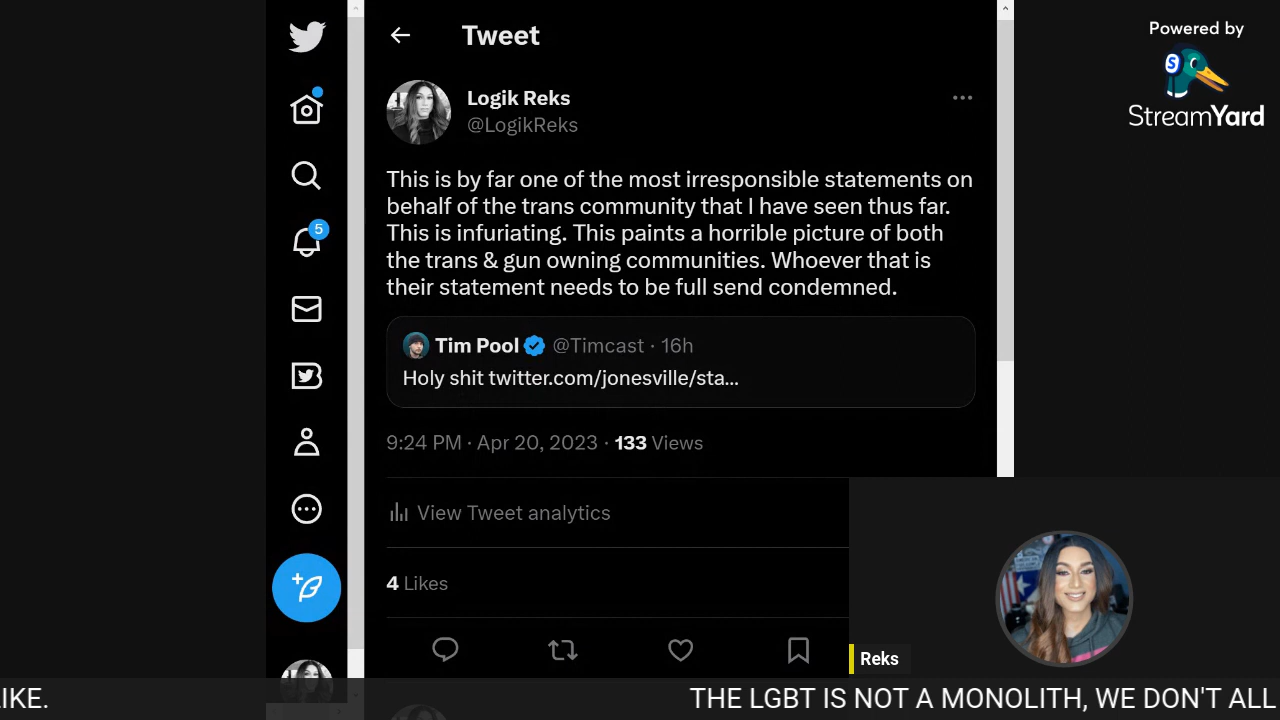 Powered by
StreamYard
Tweet
Logik Reks
@LogikReks
This is by far one of the most irresponsible statements on
behalf of the trans community that I have seen thus far.
This is infuriating. This paints a horrible picture of both
the trans & gun owning communities. Whoever that is
their statement needs to be full send condemned.
Tim Pool @Timcast · 16h
Holy shit twitter.com/jonesville/sta...
9:24 PM · Apr 20, 2023 · 133 Views
5
View Tweet analytics
4 Likes
Reks
IKE. THE LGBT IS NOT A MONOLITH, WE DON'T ALL